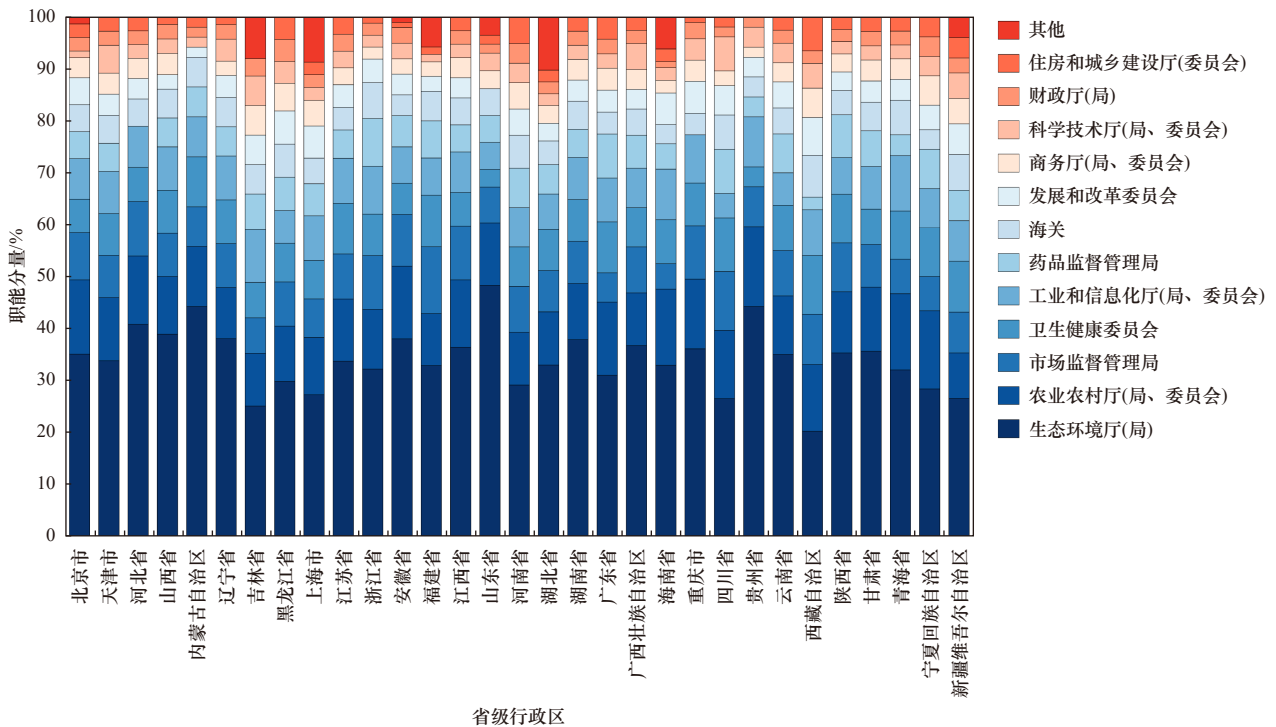 100
90
80
70
60
50
40
30
20
10
0
职能分量/%
北京市
天津市
河北省
山西省
内蒙古自治区
辽宁省
吉林省
黑龙江省
上海市
江苏省
浙江省
安徽省
福建省
江西省
山东省
河南省
湖北省
湖南省
广东省
广西壮族自治区
海南省
重庆市
四川省
贵州省
云南省
西藏自治区
陕西省
甘肃省
青海省
宁夏回族自治区
新疆维吾尔自治区
省级行政区
其他
住房和城乡建设厅(委员会)
财政厅(局)
科学技术厅(局、委员会)
商务厅(局、委员会)
发展和改革委员会
海关
药品监督管理局
工业和信息化厅(局、委员会)
卫生健康委员会
市场监督管理局
农业农村厅(局、委员会)
生态环境厅(局)